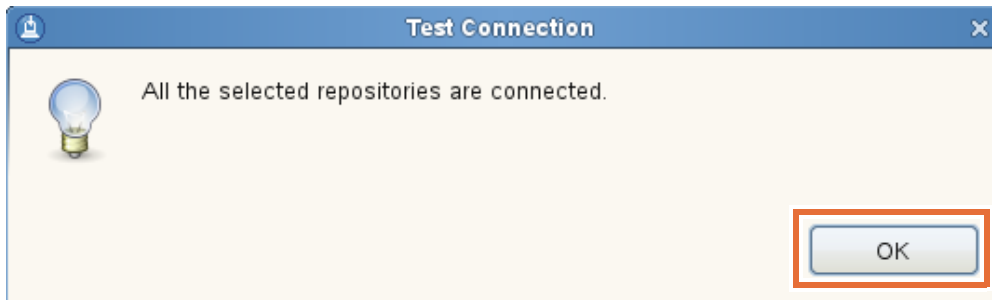 Test Connection
All the selected repositories are connected.
OK